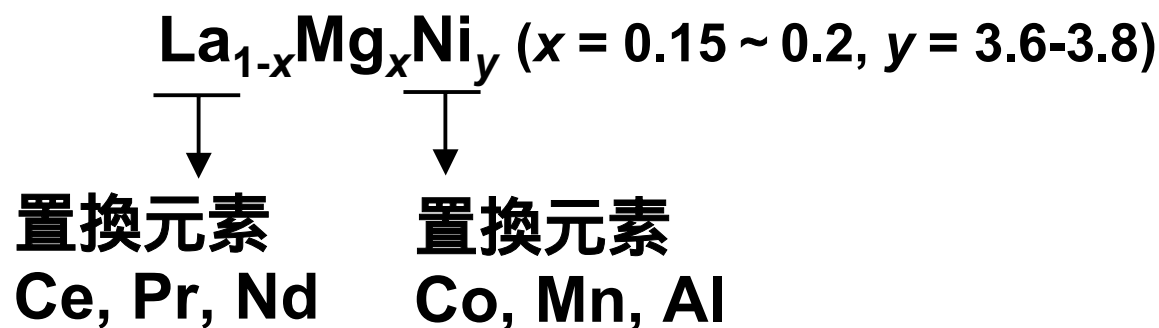 La1-xMgxNiy (x = 0.15 ~ 0.2, y = 3.6-3.8)
置換元素 置換元素
Ce, Pr, Nd Co, Mn, Al